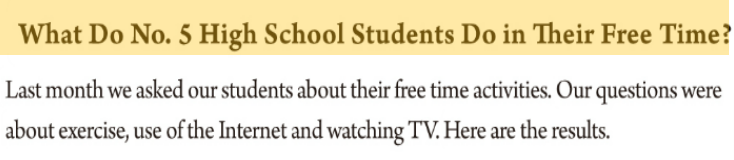 What Do No. 5 High School Students Do in Their Free Time?
Last month we asked our students about their free time activities. Our questions were
about exercise, use of the Internet and watching TV. Here are the results.